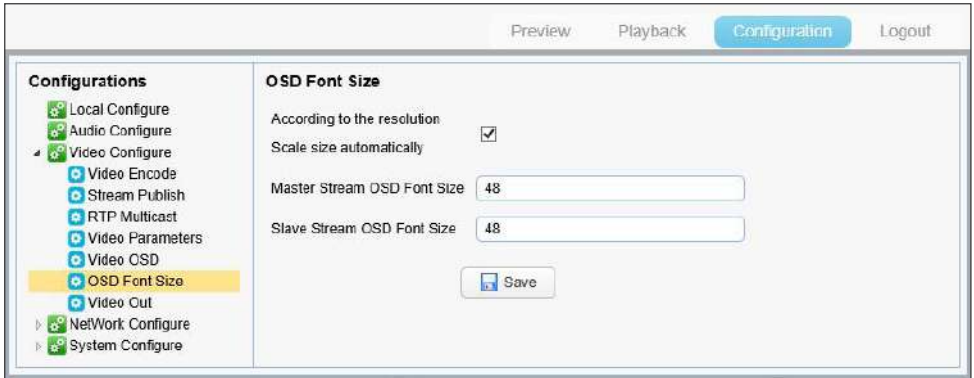 Preview Playback Configuration Logout
Configurations
Local Configure
Audio Configure
Video Configure
Video Encode
Stream Publish
RTP Multicast
Video Parameters
Video OSD
OSD Font Size
Video Out
NetWork Configure
System Configure
OSD Font Size
According to the resolution
Scale size automatically
Master Stream OSD Font Size 48
Slave Stream OSD Font Size 48
Save